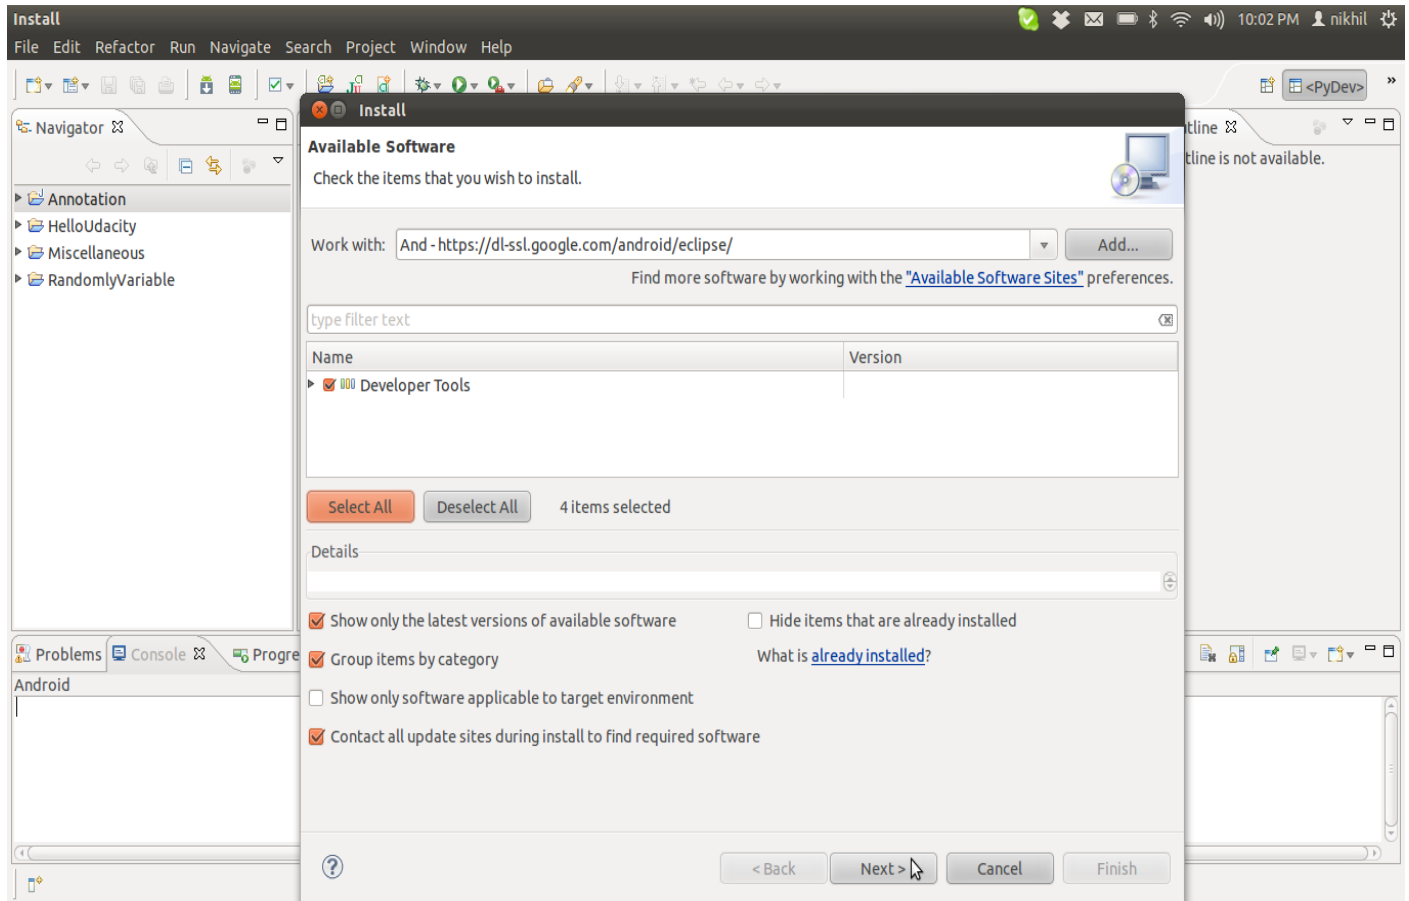 Install
10:02 PM nikhil
File Edit Refactor Run Navigate Search Project Window Help
<PyDev>
»
Install
Navigator
tline
Available Software
Check the items that you wish to install.
tline is not available.
Annotation
HelloUdacity
Miscellaneous
RandomlyVariable
Work with: And - https://dl-ssl.google.com/android/eclipse/ Add...
Find more software by working with the "Available Software Sites" preferences.
type filter text
Name Version
Developer Tools
Select All Deselect All 4 items selected
Details
Show only the latest versions of available software Hide items that are already installed
Problems Console Progre
Group items by category What is already installed?
Android
Show only software applicable to target environment
Contact all update sites during install to find required software
? < Back Next > Cancel Finish